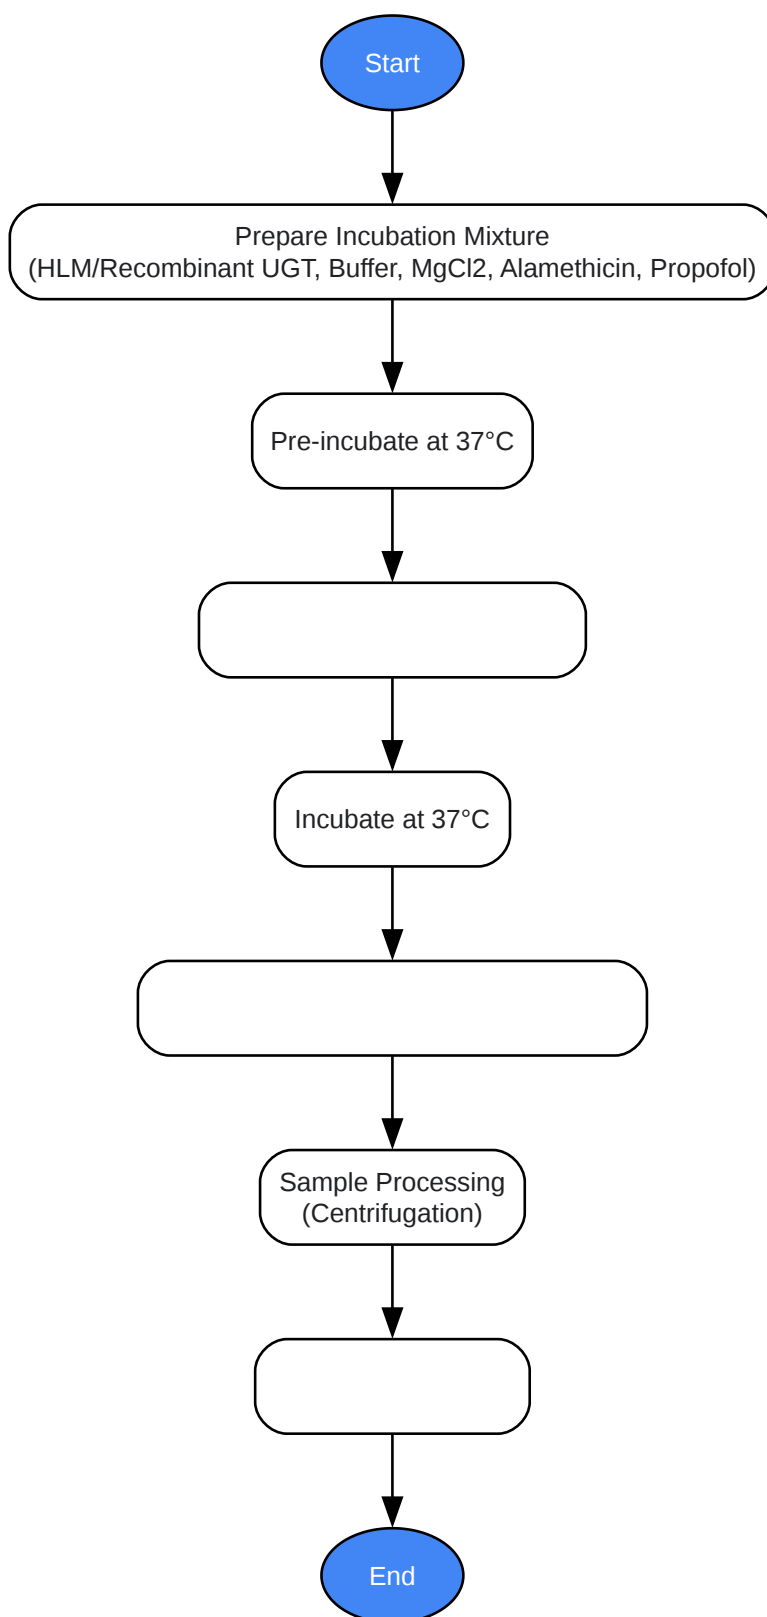 Start
Prepare Incubation Mixture
(HLM/Recombinant UGT, Buffer, MgCl2, Alamethicin, Propofol)
Pre-incubate at 37°C
Incubate at 37°C
Sample Processing
(Centrifugation)
End